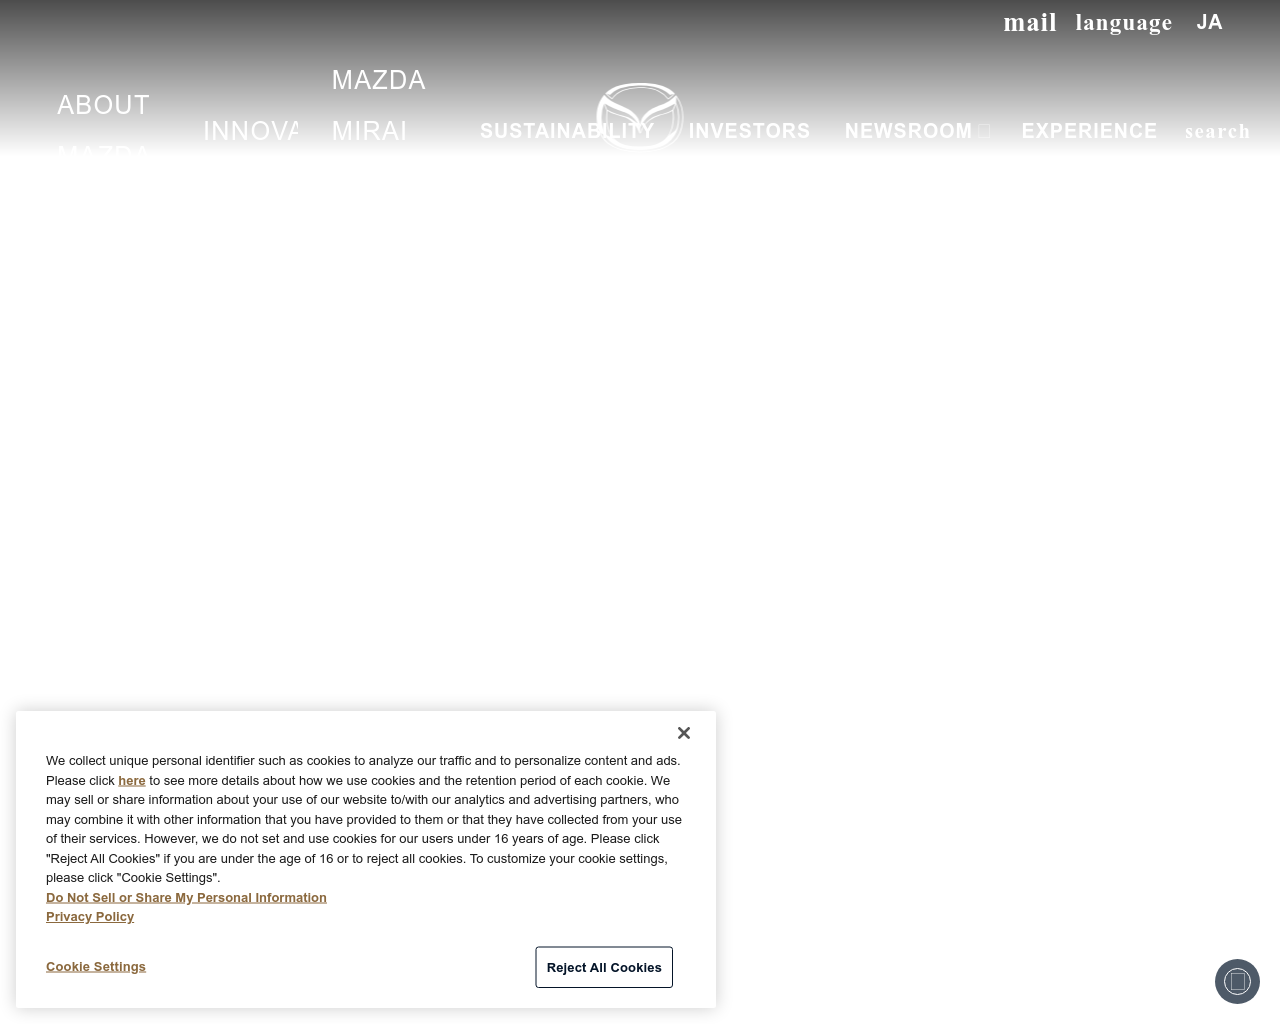 mail language JA
MAZDA
ABOUT
INNOVA MIRAI SUSTAINABILITY INVESTORS NEWSROOM EXPERIENCE search
MAZDA
We collect unique personal identifier such as cookies to analyze our traffic and to personalize content and ads.
Please click here to see more details about how we use cookies and the retention period of each cookie. We
may sell or share information about your use of our website to/with our analytics and advertising partners, who
may combine it with other information that you have provided to them or that they have collected from your use
of their services. However, we do not set and use cookies for our users under 16 years of age. Please click
"Reject All Cookies" if you are under the age of 16 or to reject all cookies. To customize your cookie settings,
please click "Cookie Settings".
Do Not Sell or Share My Personal Information
Privacy Policy
Cookie Settings
Reject All Cookies